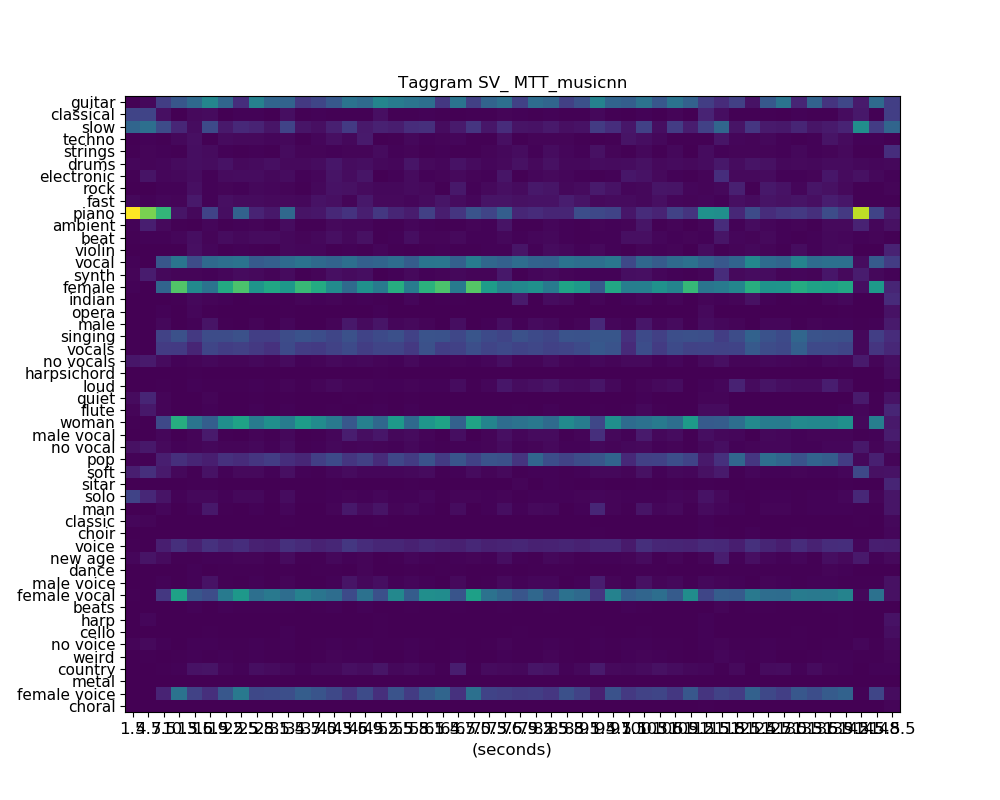 Taggram SV_ MTT_musicnn
guitar
classical
slow
techno
strings
drums
electronic
rock
fast
piano
ambient
beat
violin
vocal
synth
female
indian
opera
male
singing
vocals
no vocals
harpsichord
loud
quiet
flute
woman
male vocal
no vocal
pop
soft
sitar
solo
man
classic
choir
voice
new age
dance
male voice
female vocal
beats
harp
cello
no voice
weird
country
metal
female voice
choral
(seconds)